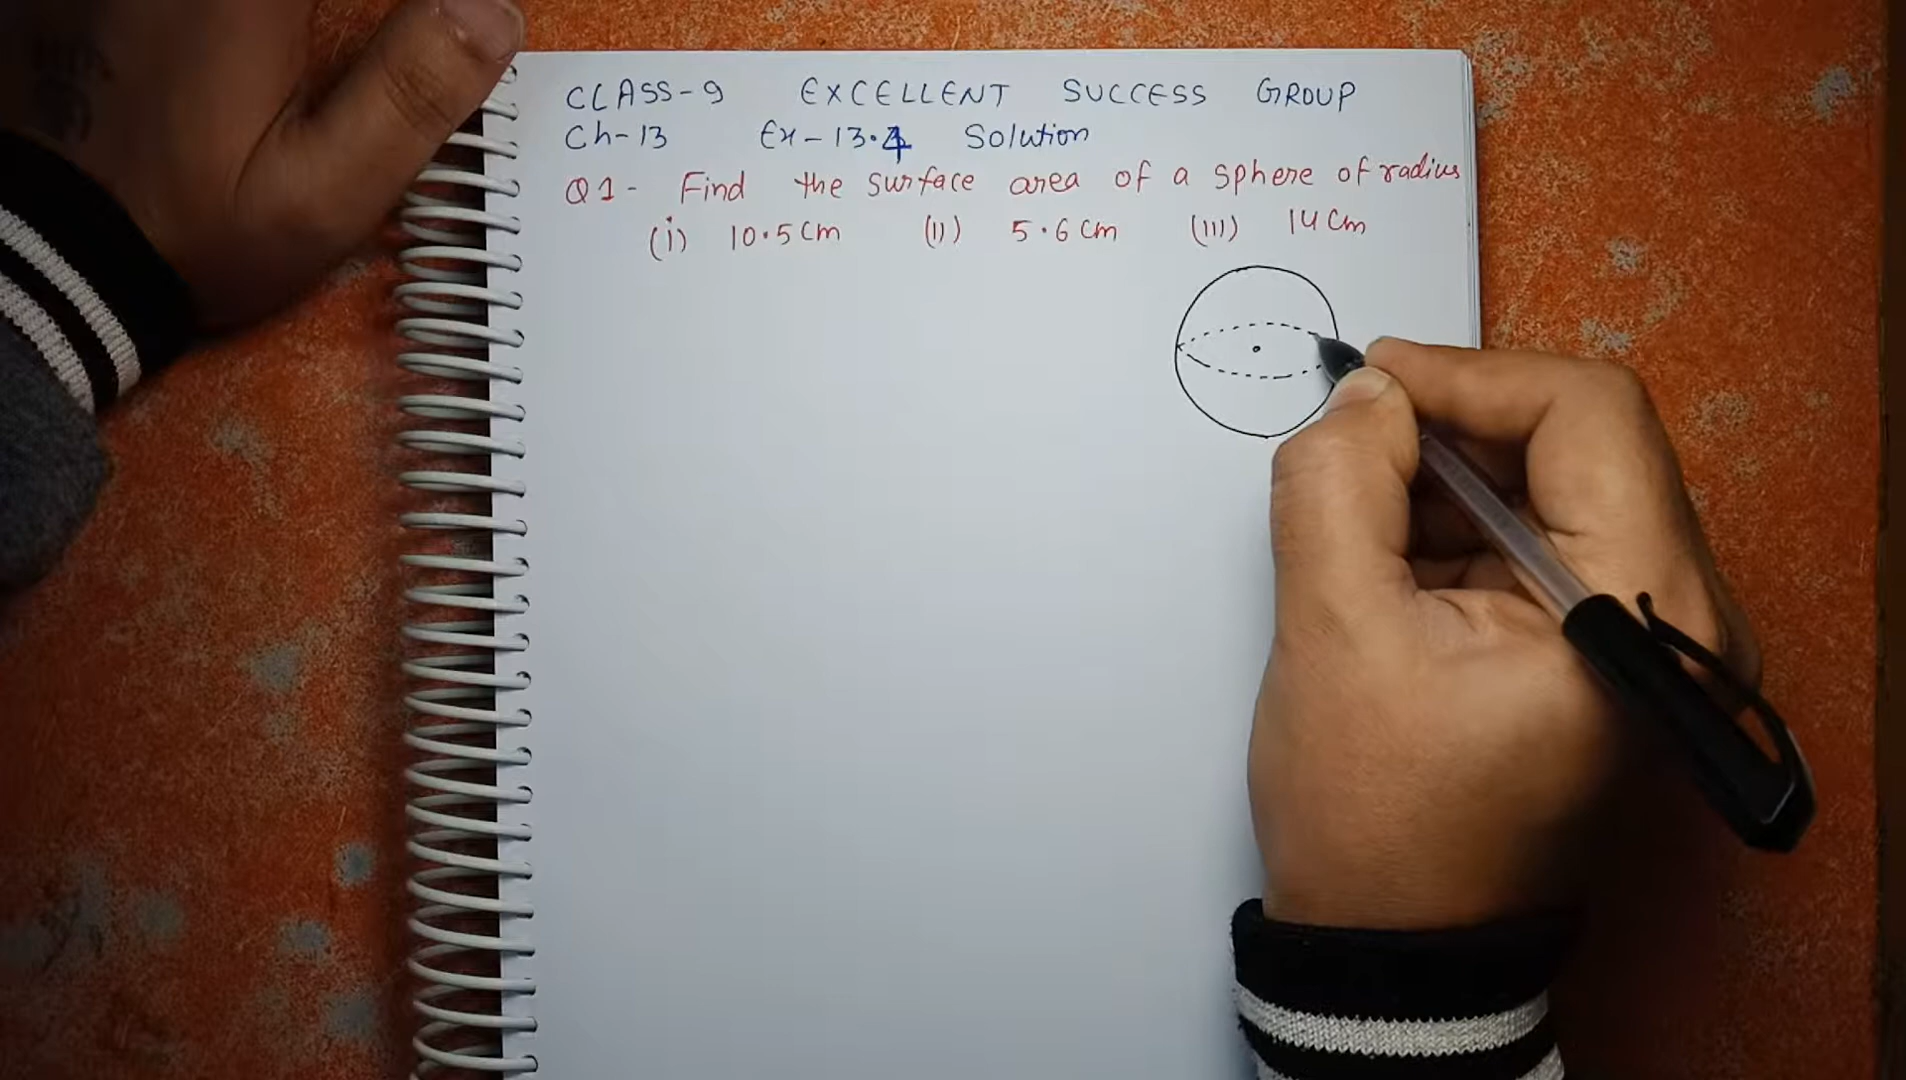 CLASS-9 EXCELLENT SUCCESS GROUP
Ch-13 Ex-13.4 Solution
Q1- Find the surface area of a sphere of radius
(i) 10.5 cm (ii) 5.6 cm (iii) 14 cm